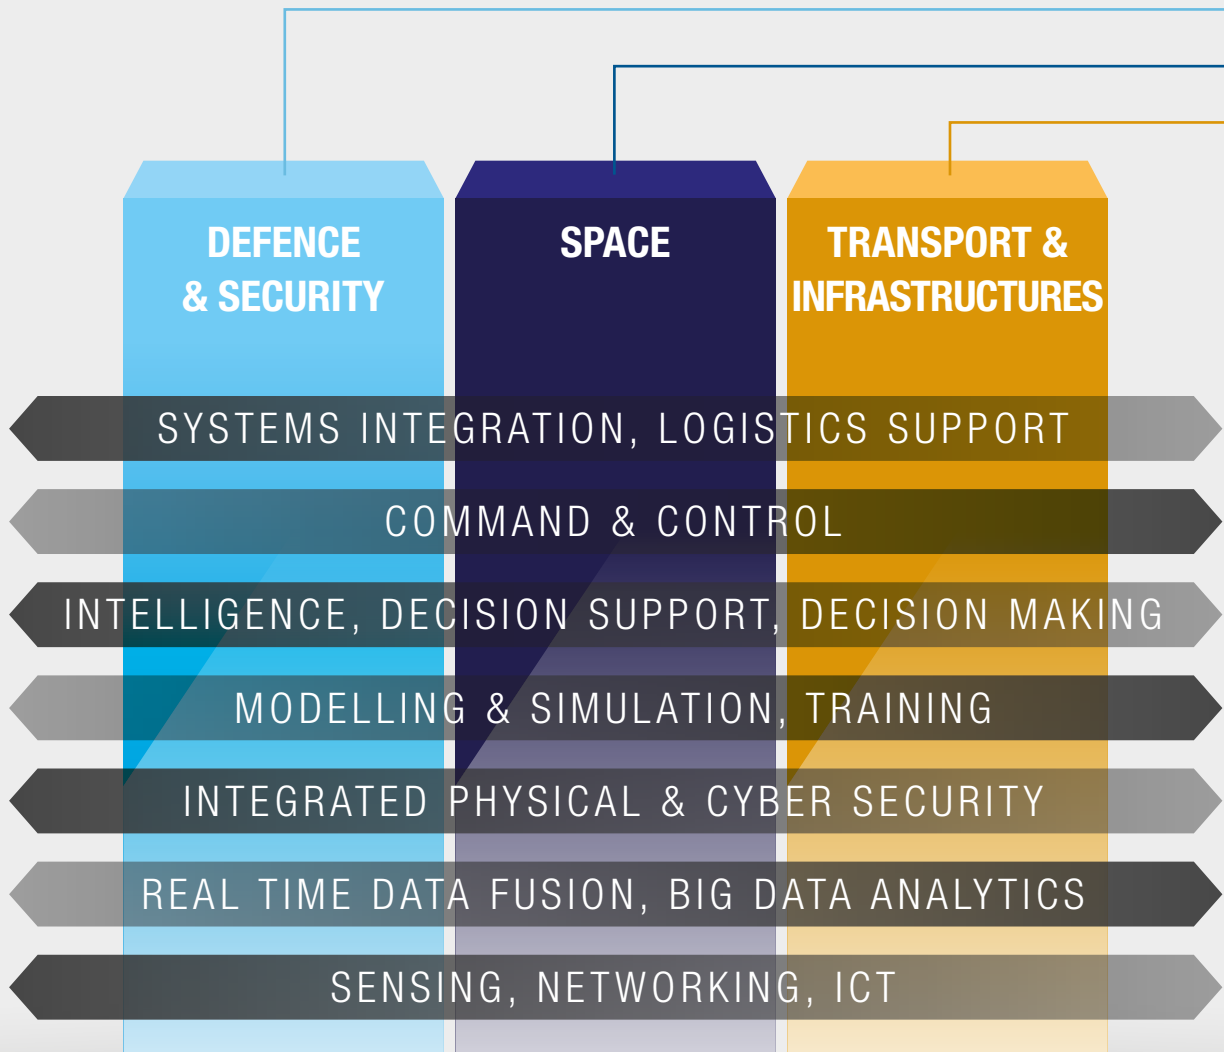 DEFENCE
& SECURITY
SPACE
TRANSPORT &
INFRASTRUCTURES
SYSTEMS INTEGRATION, LOGISTICS SUPPORT
COMMAND & CONTROL
INTELLIGENCE, DECISION SUPPORT, DECISION MAKING
MODELLING & SIMULATION, TRAINING
INTEGRATED PHYSICAL & CYBER SECURITY
REAL TIME DATA FUSION, BIG DATA ANALYTICS
SENSING, NETWORKING, ICT